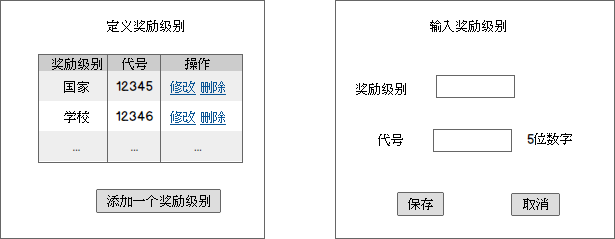 定义奖励级别
奖励级别 代号 操作
国家 12345 修改 删除
学校 12346 修改 删除
... ... ...
添加一个奖励级别
输入奖励级别
奖励级别
代号 5位数字
保存 取消